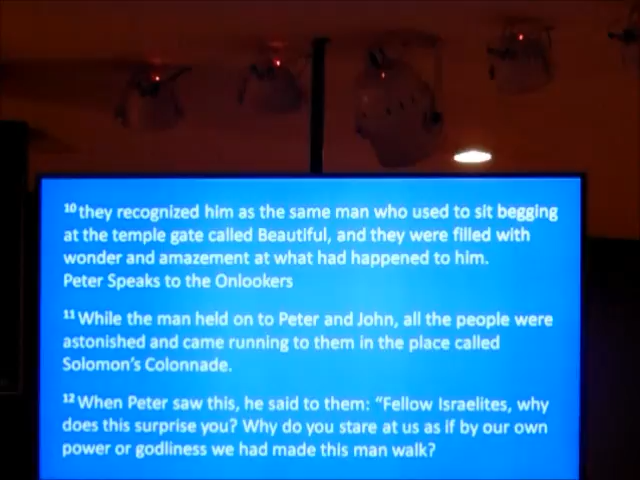 10 they recognized him as the same man who used to sit begging
at the temple gate called Beautiful, and they were filled with
wonder and amazement at what had happened to him.
Peter Speaks to the Onlookers
11 While the man held on to Peter and John, all the people were
astonished and came running to them in the place called
Solomon's Colonnade.
12 When Peter saw this, he said to them: "Fellow Israelites, why
does this surprise you? Why do you stare at us as if by our own
power or godliness we had made this man walk?